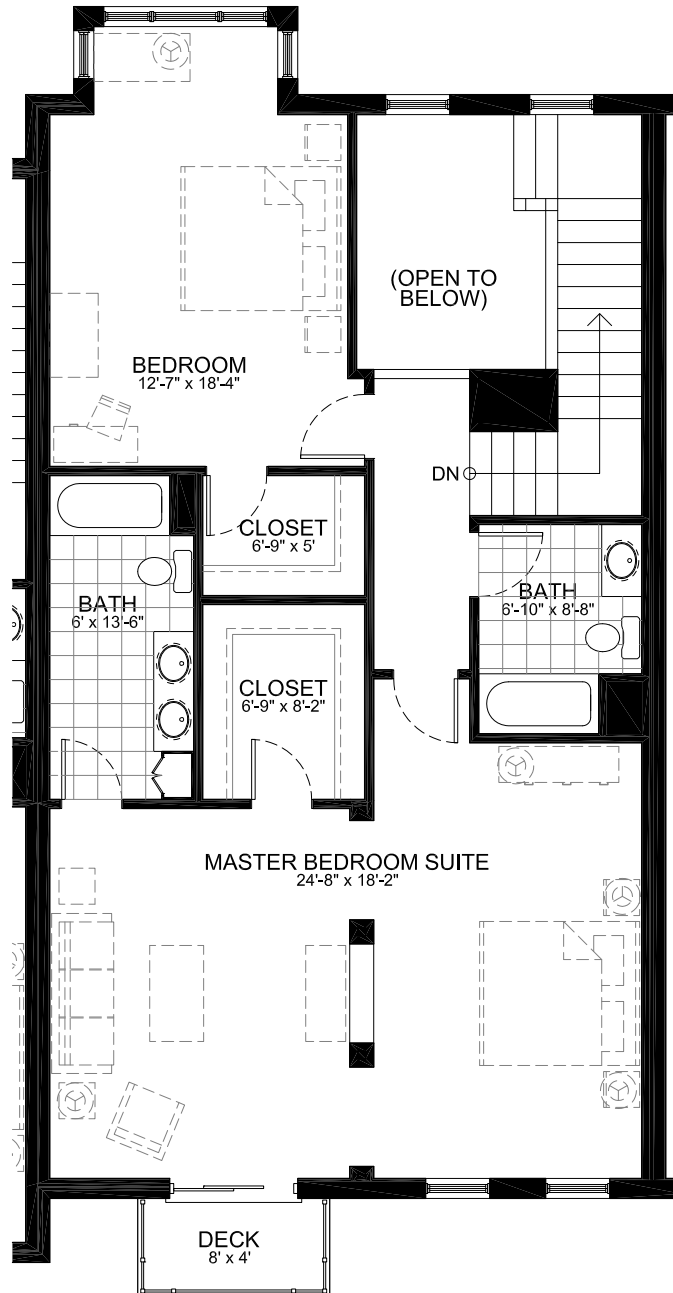 (OPEN TO
BELOW)
BEDROOM
12'-7" x 18'-4"
DN
CLOSET
6'-9" x 5'
BATH
6' x 13'-6"
BATH
6'-10" x 8'-8"
CLOSET
6'-9" x 8'-2"
MASTER BEDROOM SUITE
24'-8" x 18'-2"
DECK
8' x 4'